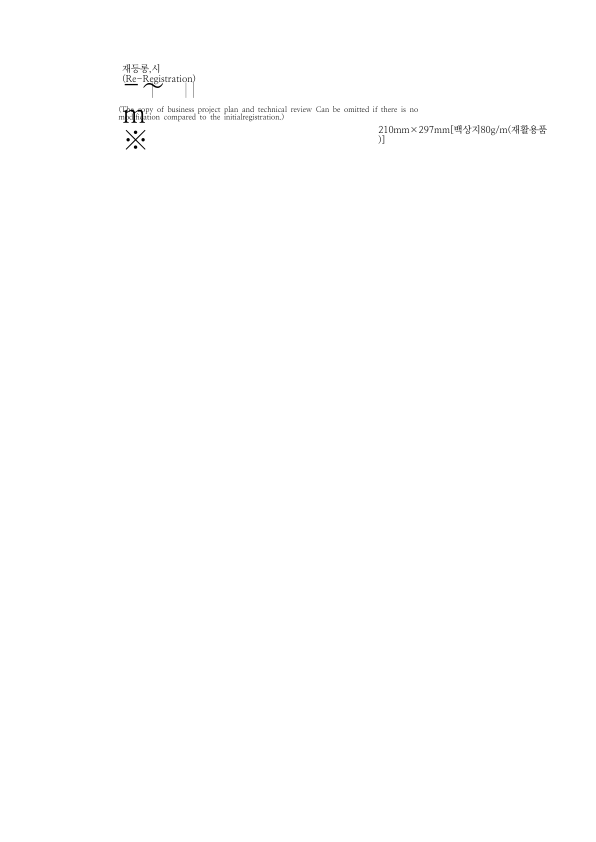 재등롱,시
(Re-Registration)
ㅡ ~
(The copy of business project plan and technical review Can be omitted if there is no
modification compared to the initialregistration.)
m
※
210mm×297mm[백상지80g/m(재활용품
)]